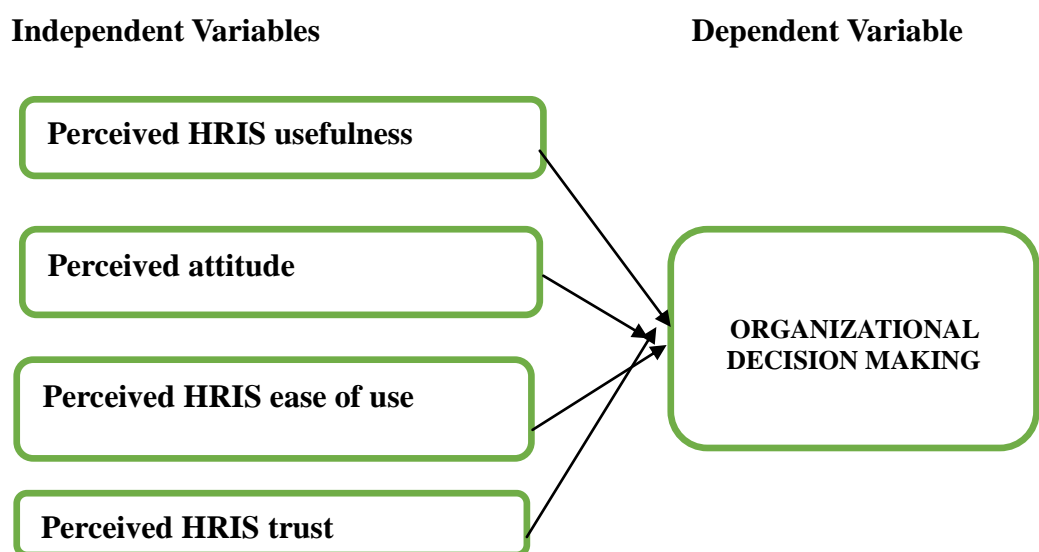 Independent Variables
Dependent Variable
Perceived HRIS usefulness
Perceived attitude
Perceived HRIS ease of use
Perceived HRIS trust
ORGANIZATIONAL
DECISION MAKING